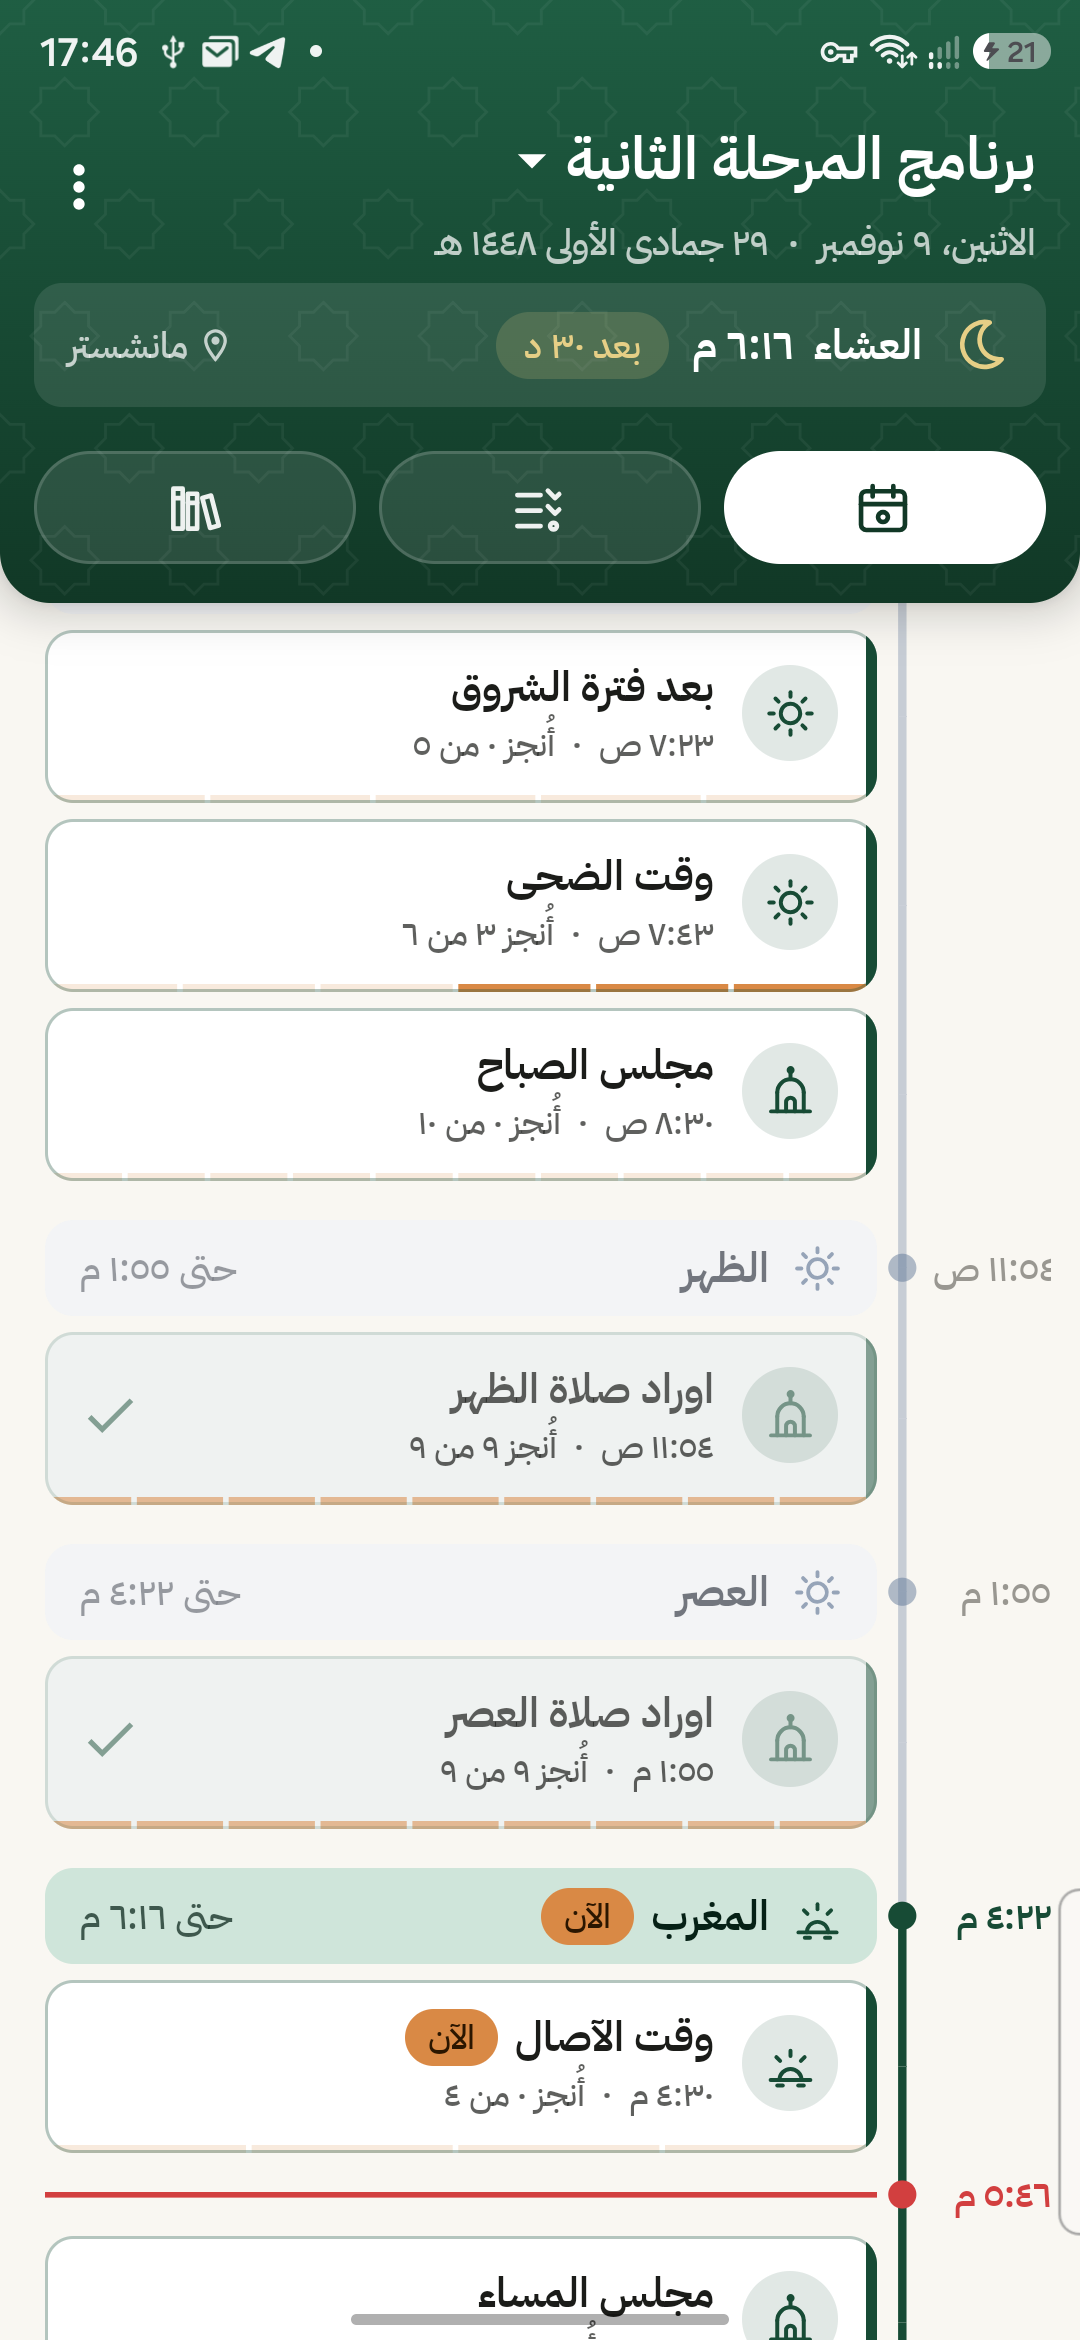 17:46
21
برنامج المرحلة الثانية
الاثنين، ٩ نوفمبر · ٢٩ جمادى الأولى ١٤٤٨ هـ
العشاء ٦:١٦ م بعد ٣٠ د مانشستر
بعد فترة الشروق
٧:٢٣ ص · أُنجز ٠ من ٥
وقت الضحى
٧:٤٣ ص · أُنجز ٣ من ٦
مجلس الصباح
٨:٣٠ ص · أُنجز ٠ من ١٠
١١:٥٤ ص الظهر حتى ١:٥٥ م
اوراد صلاة الظهر
١١:٥٤ ص · أُنجز ٩ من ٩
١:٥٥ م العصر حتى ٤:٢٢ م
اوراد صلاة العصر
١:٥٥ م · أُنجز ٩ من ٩
٤:٢٢ م المغرب الآن حتى ٦:١٦ م
وقت الآصال الآن
٤:٣٠ م · أُنجز ٠ من ٤
٥:٤٦ م
مجلس المساء